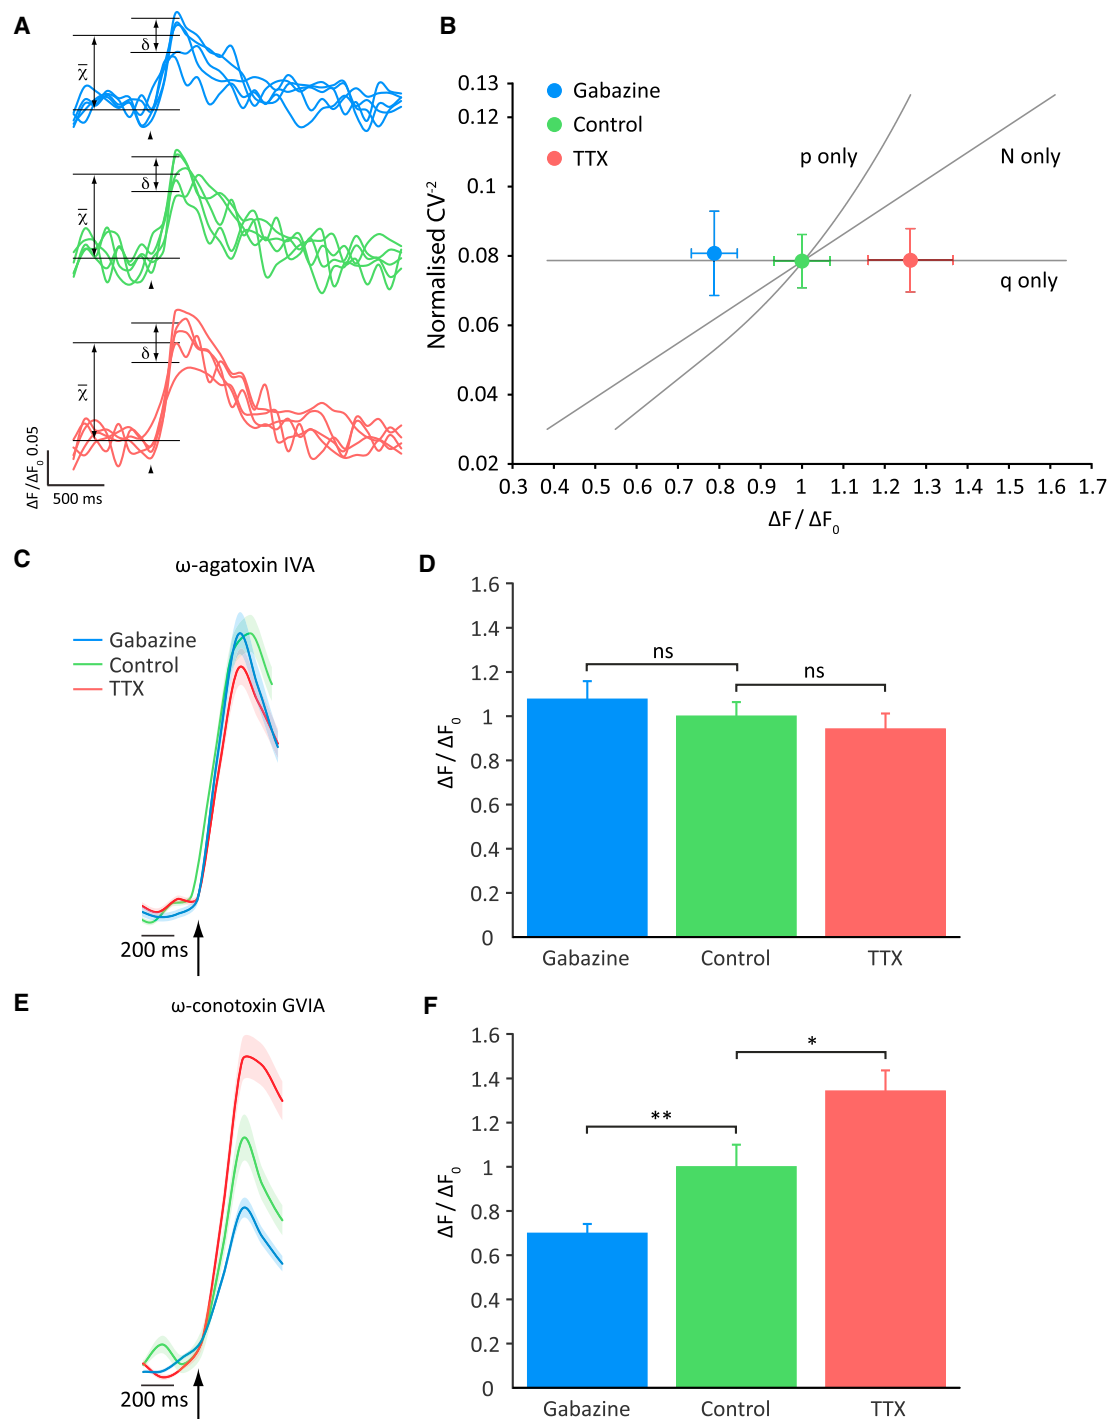 A
δ
χ̅
δ
χ̅
δ
χ̅
ΔF/ΔF0 0.05
500 ms
B
Normalised CV-2
0.13
0.12
0.1
0.08
0.06
0.04
0.02
Gabazine
Control
TTX
p only
N only
q only
0.3 0.4 0.5 0.6 0.7 0.8 0.9 1 1.1 1.2 1.3 1.4 1.5 1.6 1.7
ΔF / ΔF0
C
ω-agatoxin IVA
Gabazine
Control
TTX
200 ms
D
ΔF / ΔF0
1.6
1.4
1.2
1
0.8
0.6
0.4
0.2
0
ns
ns
Gabazine Control TTX
E
ω-conotoxin GVIA
200 ms
F
ΔF / ΔF0
1.6
1.4
1.2
1
0.8
0.6
0.4
0.2
0
*
**
Gabazine Control TTX